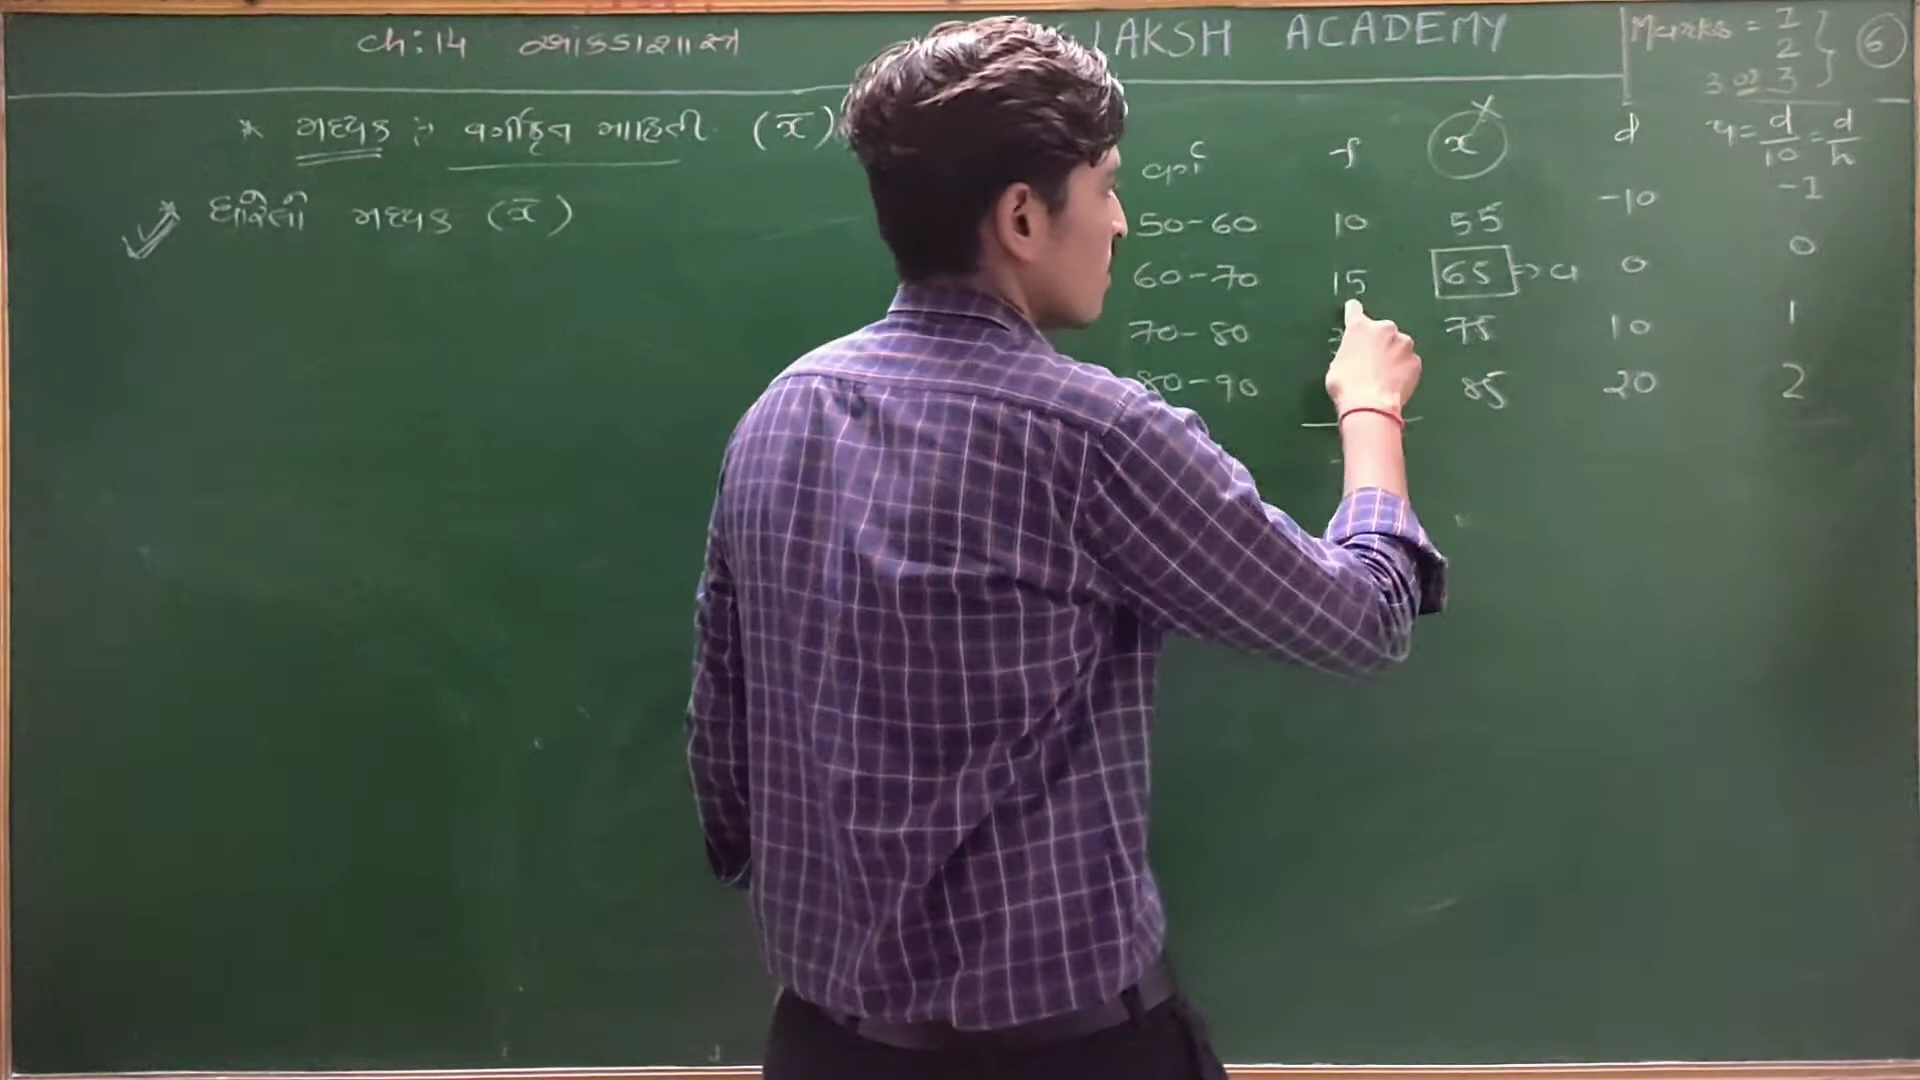 ch: 14 આંકડાશાસ્ત્ર
LAKSH ACADEMY
Marks = 1
2
3 or 3
6
* મધ્યક :- વર્ગીકૃત માહિતી (x̄)
* ધારેલો મધ્યક (x̄)
વર્ગ f x d u = d/10 = d/h
50-60 10 55 -10 -1
60-70 15 65 => a 0 0
70-80 75 10 1
80-90 85 20 2